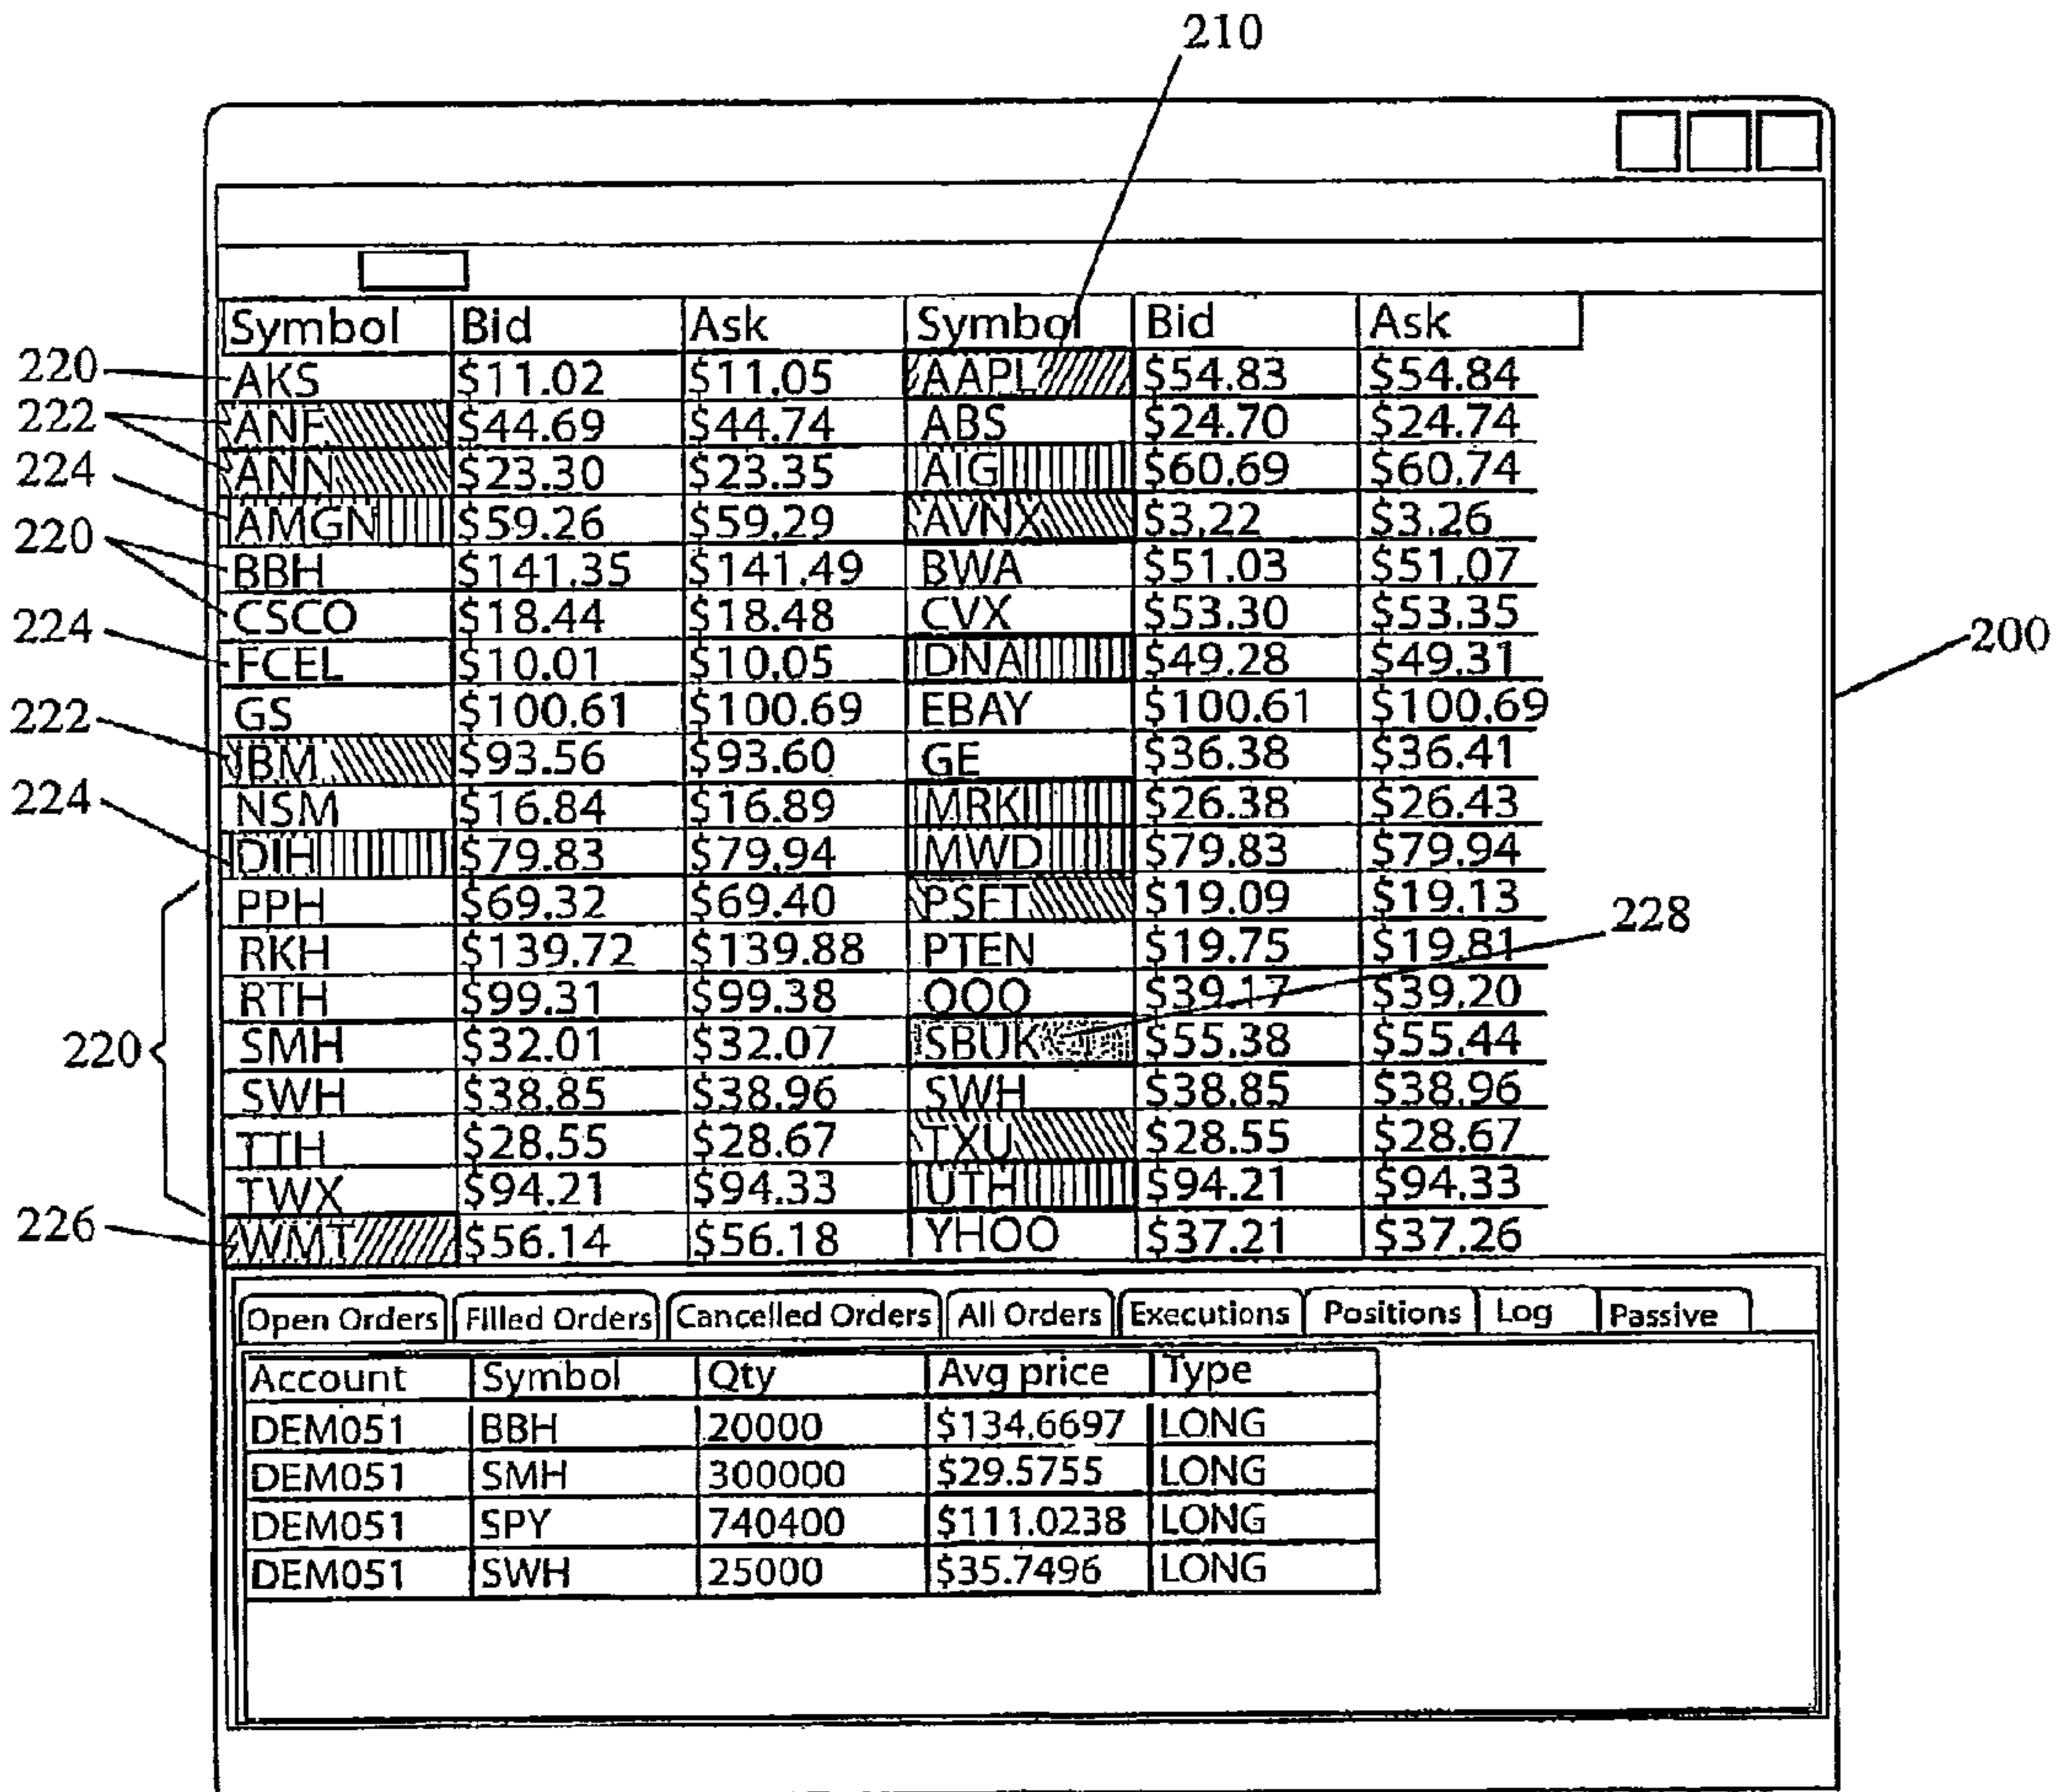 210
Symbol Bid Ask Symbol Bid Ask
220 AKS $11.02 $11.05 AAPL $54.83 $54.84
222 ANF $44.69 $44.74 ABS $24.70 $24.74
ANN $23.30 $23.35 AIG $60.69 $60.74
224 AMGN $59.26 $59.29 AVNX $3.22 $3.26
220 BBH $141.35 $141.49 BWA $51.03 $51.07
CSCO $18.44 $18.48 CVX $53.30 $53.35
224 FCEL $10.01 $10.05 DNA $49.28 $49.31
200
GS $100.61 $100.69 EBAY $100.61 $100.69
222 IBM $93.56 $93.60 GE $36.38 $36.41
224 NSM $16.84 $16.89 MRK $26.38 $26.43
DIH $79.83 $79.94 MWD $79.83 $79.94
PPH $69.32 $69.40 PSFT $19.09 $19.13
228
RKH $139.72 $139.88 PTEN $19.75 $19.81
RTH $99.31 $99.38 QQQ $39.17 $39.20
220 SMH $32.01 $32.07 SBUK $55.38 $55.44
SWH $38.85 $38.96 SWH $38.85 $38.96
TTH $28.55 $28.67 TXU $28.55 $28.67
TWX $94.21 $94.33 UTH $94.21 $94.33
226 WMT $56.14 $56.18 YHOO $37.21 $37.26
Open Orders Filled Orders Cancelled Orders All Orders Executions Positions Log Passive
Account Symbol Qty Avg price Type
DEM051 BBH 20000 $134.6697 LONG
DEM051 SMH 300000 $29.5755 LONG
DEM051 SPY 740400 $111.0238 LONG
DEM051 SWH 25000 $35.7496 LONG